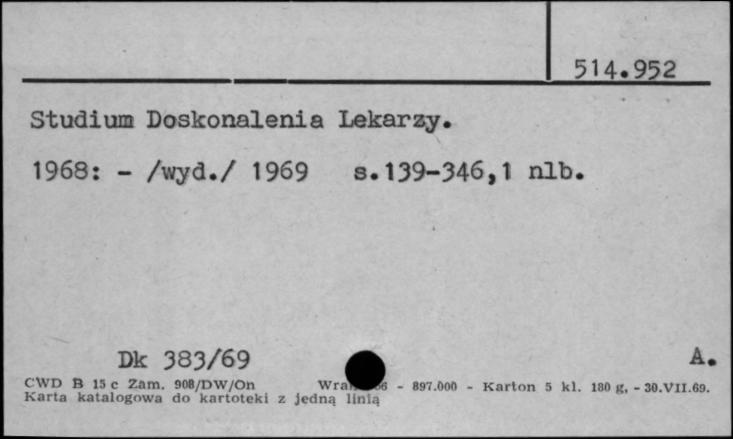 514.952
Studium Doskonalenia Lekarzy.
1968: - /wyd./ 1969 s.139-346,1 nlb.
Dk 383/69 A.
CWD B 15 c Zam. 908/DW/On - 897.000 - Karton 5 kl. 180 g, - 30.VII.69.
Karta katalogowa do kartoteki z jedną linią